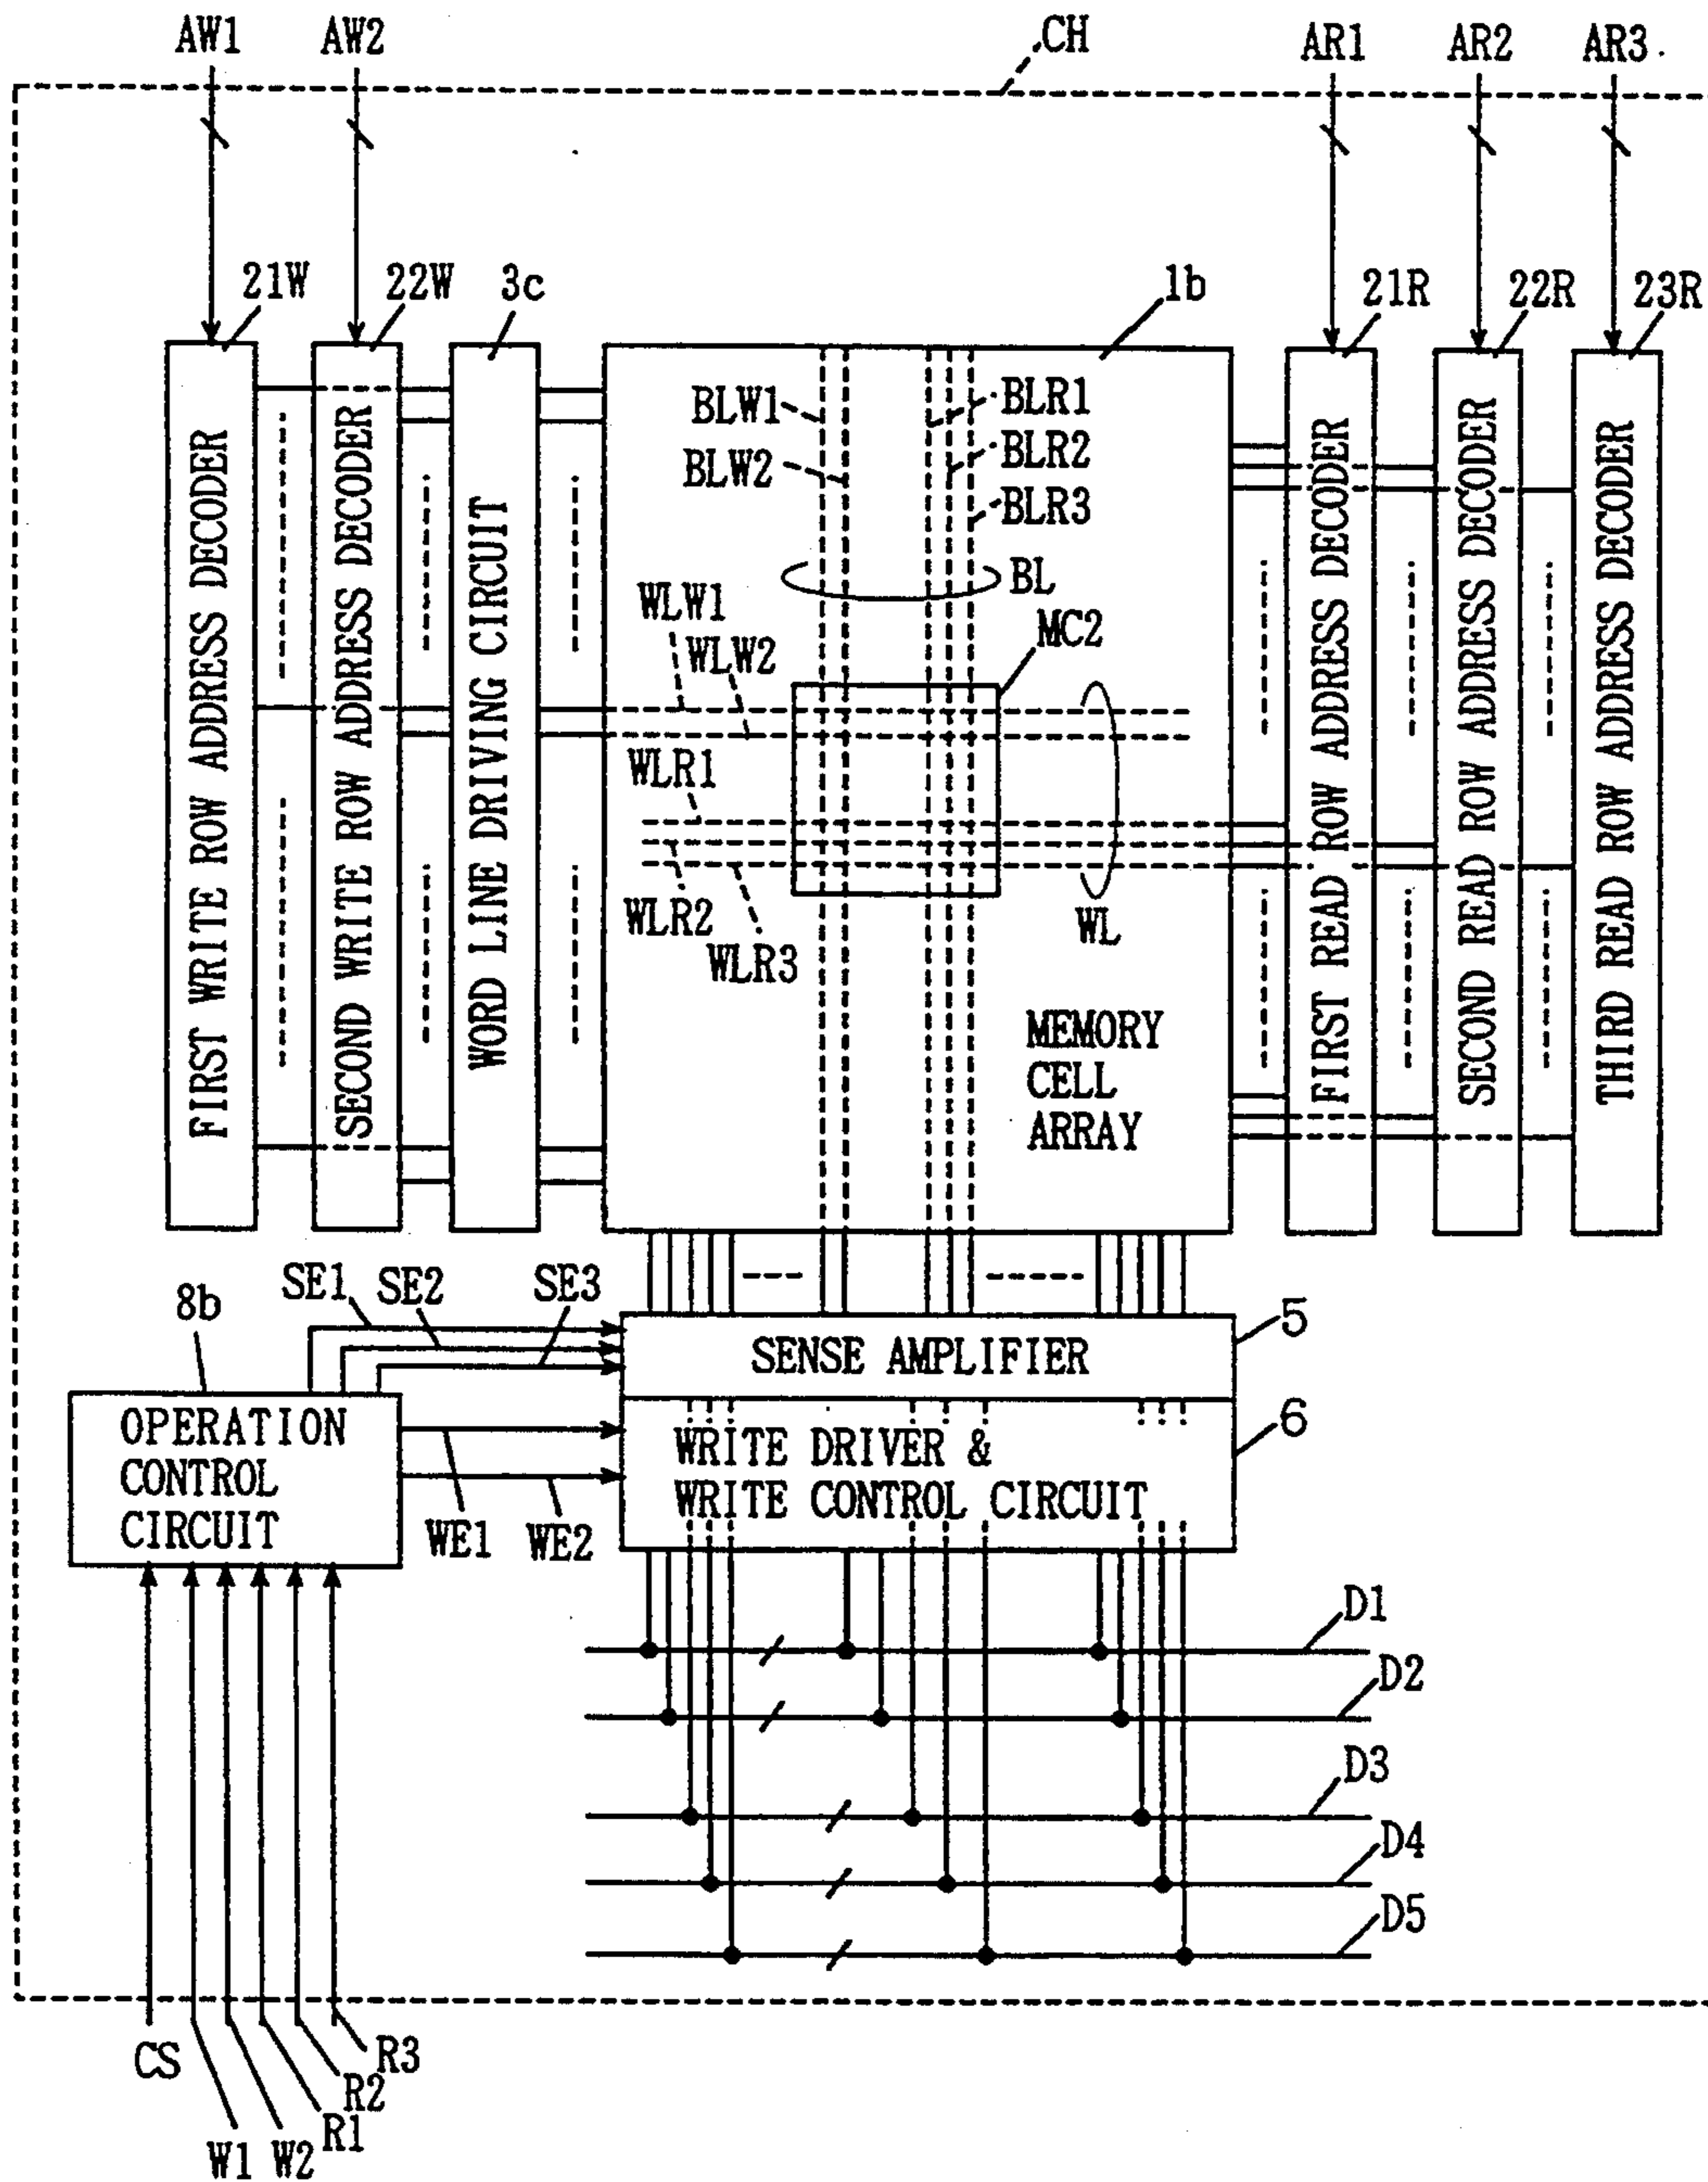 AW1
AW2
CH
AR1
AR2
AR3
21W
22W
3c
1b
21R
22R
23R
FIRST WRITE ROW ADDRESS DECODER
SECOND WRITE ROW ADDRESS DECODER
WORD LINE DRIVING CIRCUIT
BLW1
BLW2
BLR1
BLR2
BLR3
BL
WLW1
WLW2
MC2
WLR1
WLR2
WLR3
WL
MEMORY
CELL
ARRAY
FIRST READ ROW ADDRESS DECODER
SECOND READ ROW ADDRESS DECODER
THIRD READ ROW ADDRESS DECODER
8b
SE1
SE2
SE3
5
SENSE AMPLIFIER
OPERATION
CONTROL
CIRCUIT
WE1
WE2
6
WRITE DRIVER &
WRITE CONTROL CIRCUIT
D1
D2
D3
D4
D5
CS
W1
W2
R1
R2
R3